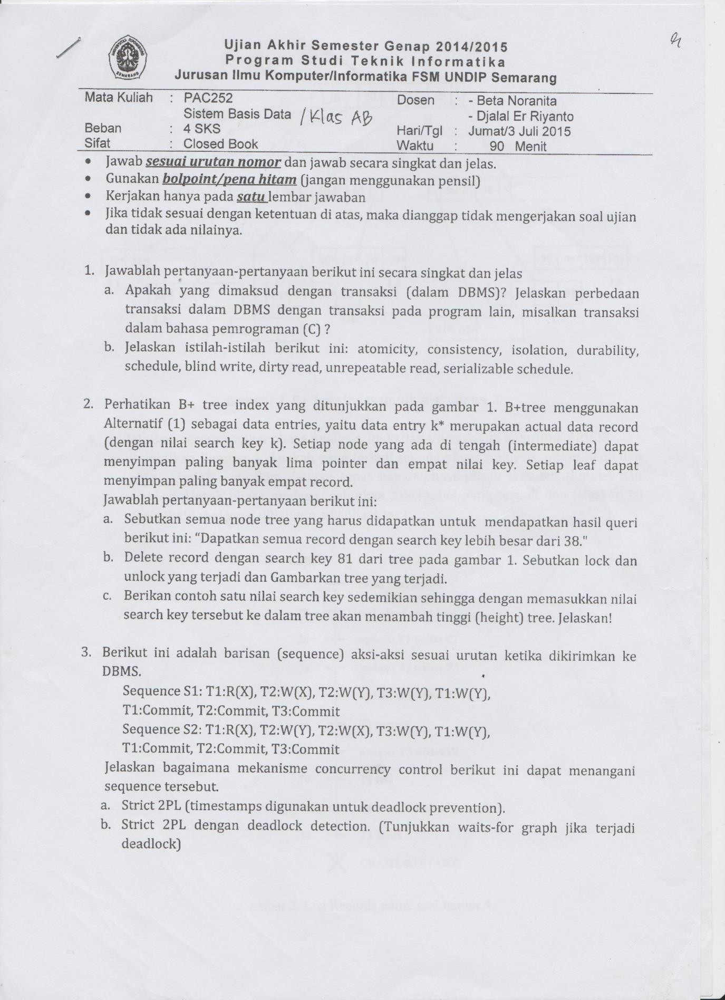 Ujian Akhir Semester Genap 2014/2015
Program Studi Teknik Informatika
Jurusan Ilmu Komputer/Informatika FSM UNDIP Semarang
Mata Kuliah : PAC252 Dosen : - Beta Noranita
Sistem Basis Data /Klas AB - Djalal Er Riyanto
Beban : 4 SKS Hari/Tgl : Jumat/3 Juli 2015
Sifat : Closed Book Waktu : 90 Menit
• Jawab sesuai urutan nomor dan jawab secara singkat dan jelas.
• Gunakan bolpoint/pena hitam (jangan menggunakan pensil)
• Kerjakan hanya pada satu lembar jawaban
• Jika tidak sesuai dengan ketentuan di atas, maka dianggap tidak mengerjakan soal ujian
dan tidak ada nilainya.
1. Jawablah pertanyaan-pertanyaan berikut ini secara singkat dan jelas
a. Apakah yang dimaksud dengan transaksi (dalam DBMS)? Jelaskan perbedaan
transaksi dalam DBMS dengan transaksi pada program lain, misalkan transaksi
dalam bahasa pemrograman (C) ?
b. Jelaskan istilah-istilah berikut ini: atomicity, consistency, isolation, durability,
schedule, blind write, dirty read, unrepeatable read, serializable schedule.
2. Perhatikan B+ tree index yang ditunjukkan pada gambar 1. B+tree menggunakan
Alternatif (1) sebagai data entries, yaitu data entry k* merupakan actual data record
(dengan nilai search key k). Setiap node yang ada di tengah (intermediate) dapat
menyimpan paling banyak lima pointer dan empat nilai key. Setiap leaf dapat
menyimpan paling banyak empat record.
Jawablah pertanyaan-pertanyaan berikut ini:
a. Sebutkan semua node tree yang harus didapatkan untuk mendapatkan hasil queri
berikut ini: “Dapatkan semua record dengan search key lebih besar dari 38."
b. Delete record dengan search key 81 dari tree pada gambar 1. Sebutkan lock dan
unlock yang terjadi dan Gambarkan tree yang terjadi.
c. Berikan contoh satu nilai search key sedemikian sehingga dengan memasukkan nilai
search key tersebut ke dalam tree akan menambah tinggi (height) tree. Jelaskan!
3. Berikut ini adalah barisan (sequence) aksi-aksi sesuai urutan ketika dikirimkan ke
DBMS.
Sequence S1: T1:R(X), T2:W(X), T2:W(Y), T3:W(Y), T1:W(Y),
T1:Commit, T2:Commit, T3:Commit
Sequence S2: T1:R(X), T2:W(Y), T2:W(X), T3:W(Y), T1:W(Y),
T1:Commit, T2:Commit, T3:Commit
Jelaskan bagaimana mekanisme concurrency control berikut ini dapat menangani
sequence tersebut.
a. Strict 2PL (timestamps digunakan untuk deadlock prevention).
b. Strict 2PL dengan deadlock detection. (Tunjukkan waits-for graph jika terjadi
deadlock)